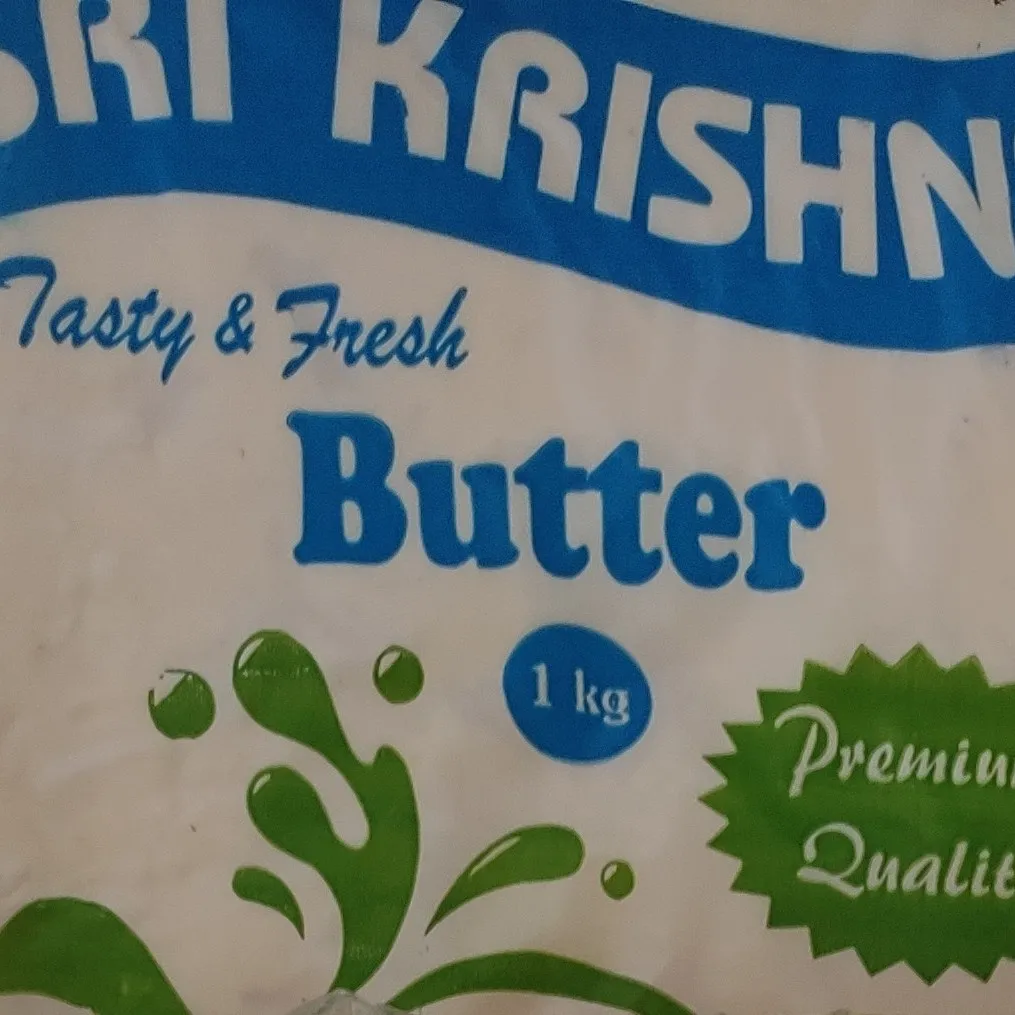 SRI KRISHN
Tasty & Fresh
Butter
1 kg
Premiu
Qualit